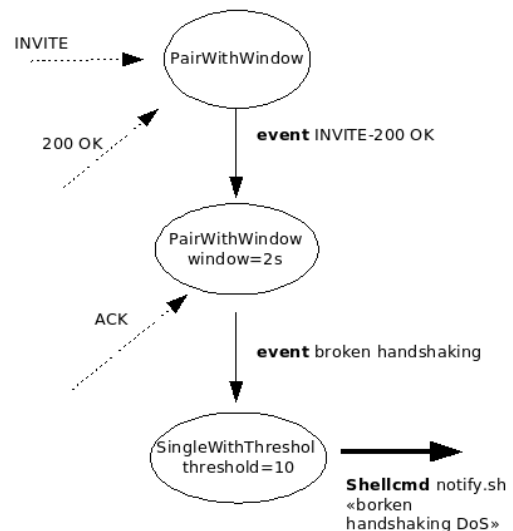 INVITE
PairWithWindow
200 OK
event INVITE-200 OK
PairWithWindow
window=2s
ACK
event broken handshaking
SingleWithThreshol
threshold=10
Shellcmd notify.sh
«borken
handshaking DoS»